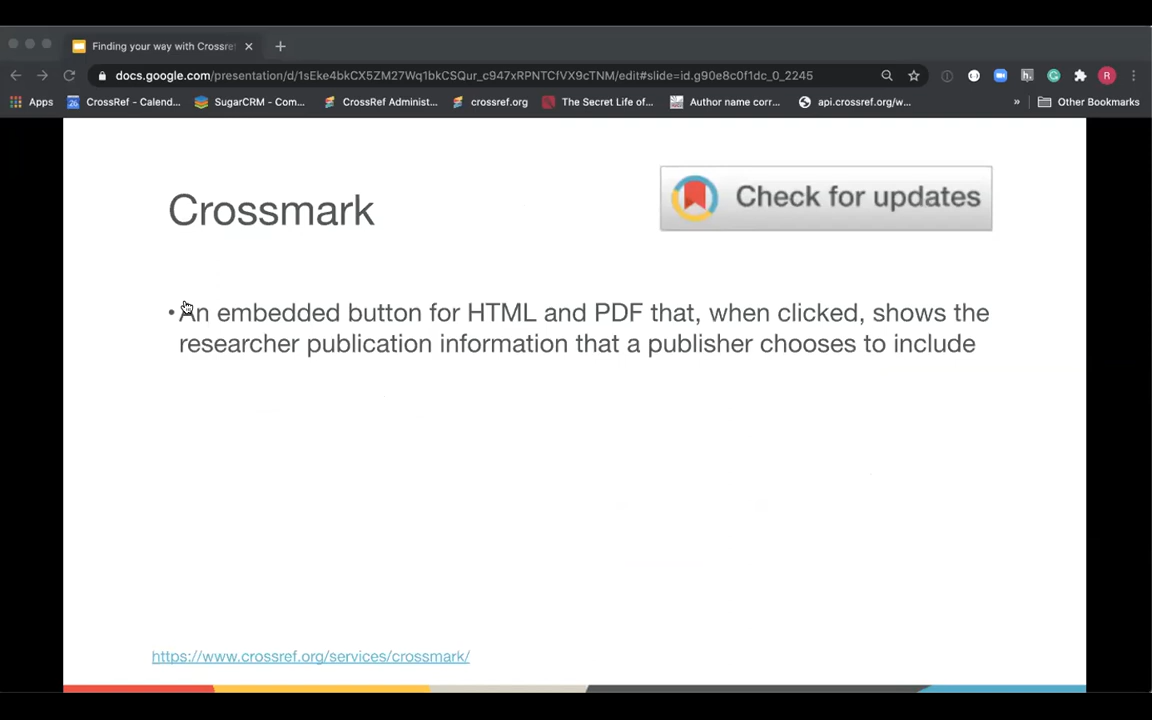 Finding your way with Crossre
docs.google.com/presentation/d/1sEke4bkCX5ZM27Wq1bkCSQur_c947xRPNTCfVX9cTNM/edit#slide=id.g90e8c0f1dc_0_2245
R
Apps
26
CrossRef - Calend...
SugarCRM - Com...
CrossRef Administ...
crossref.org
The Secret Life of...
Author name corr...
api.crossref.org/w...
»
Other Bookmarks
Crossmark
Check for updates
• An embedded button for HTML and PDF that, when clicked, shows the
researcher publication information that a publisher chooses to include
https://www.crossref.org/services/crossmark/